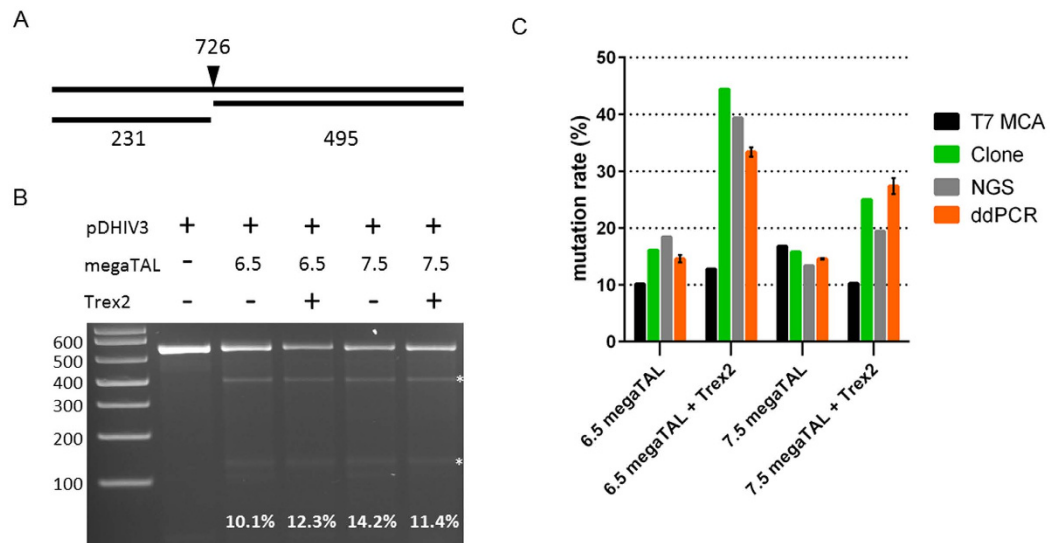 A
726
231
495
B
pDHIV3 + + + + +
megaTAL - 6.5 6.5 7.5 7.5
Trex2 - - + - +
600
500
400 *
300
200
*
100
10.1% 12.3% 14.2% 11.4%
C
50
40
30
20
10
0
mutation rate (%)
6.5 megaTAL
6.5 megaTAL + Trex2
7.5 megaTAL
7.5 megaTAL + Trex2
T7 MCA
Clone
NGS
ddPCR